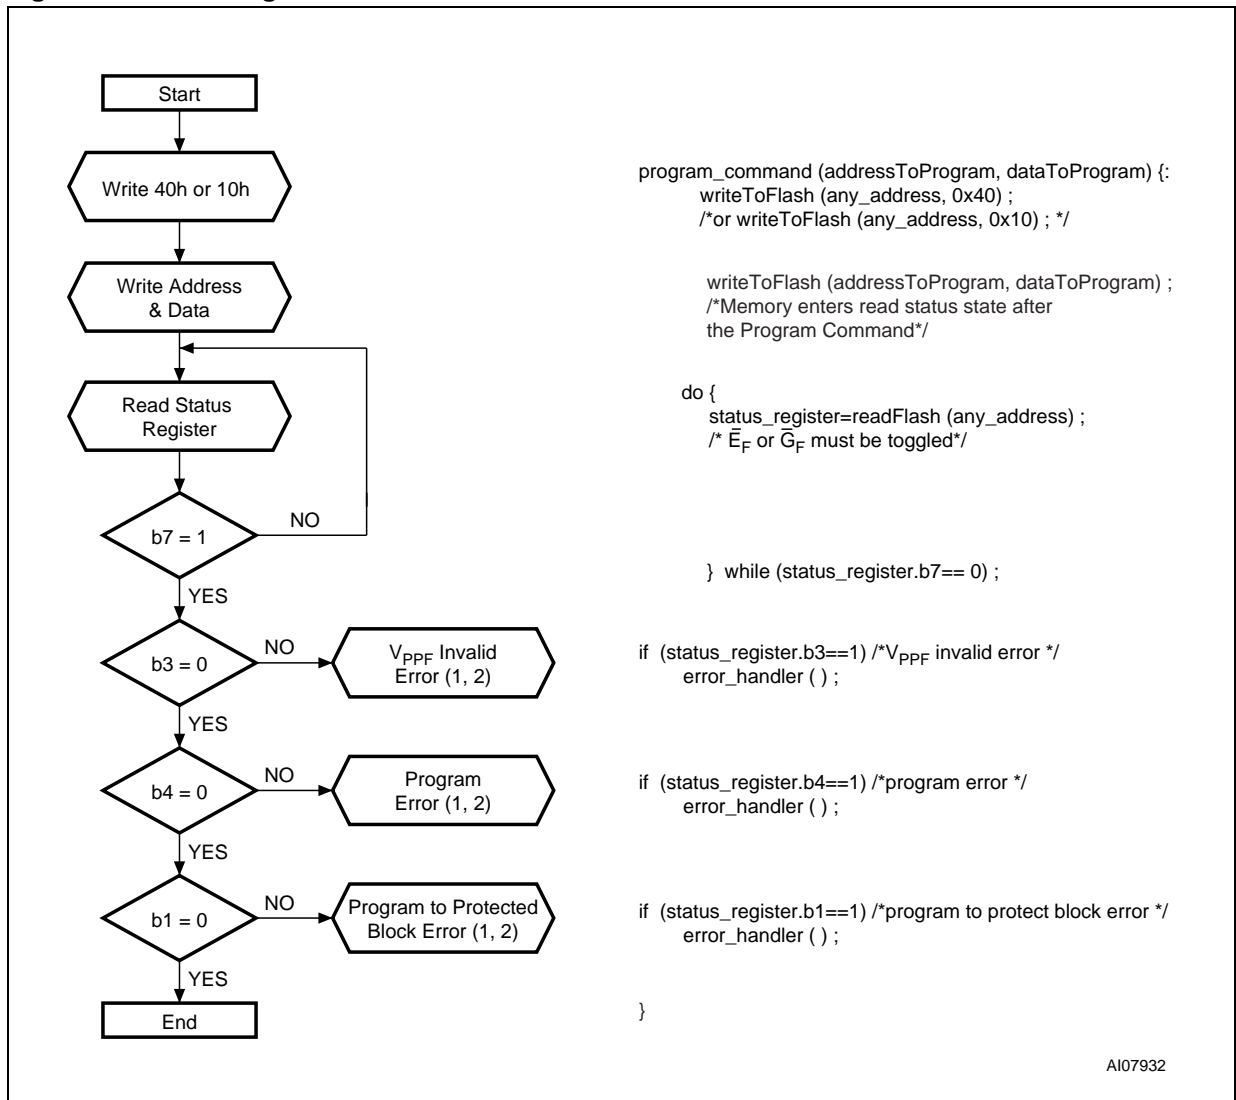 Start
Write 40h or 10h
Write Address
& Data
Read Status
Register
b7 = 1
NO
YES
b3 = 0
NO
VPPF Invalid
Error (1, 2)
YES
b4 = 0
NO
Program
Error (1, 2)
YES
b1 = 0
NO
Program to Protected
Block Error (1, 2)
YES
End
program_command (addressToProgram, dataToProgram) {:
writeToFlash (any_address, 0x40) ;
/*or writeToFlash (any_address, 0x10) ; */
writeToFlash (addressToProgram, dataToProgram) ;
/*Memory enters read status state after
the Program Command*/
do {
status_register=readFlash (any_address) ;
/* E̅F or G̅F must be toggled*/
} while (status_register.b7== 0) ;
if (status_register.b3==1) /*VPPF invalid error */
error_handler ( ) ;
if (status_register.b4==1) /*program error */
error_handler ( ) ;
if (status_register.b1==1) /*program to protect block error */
error_handler ( ) ;
}
AI07932